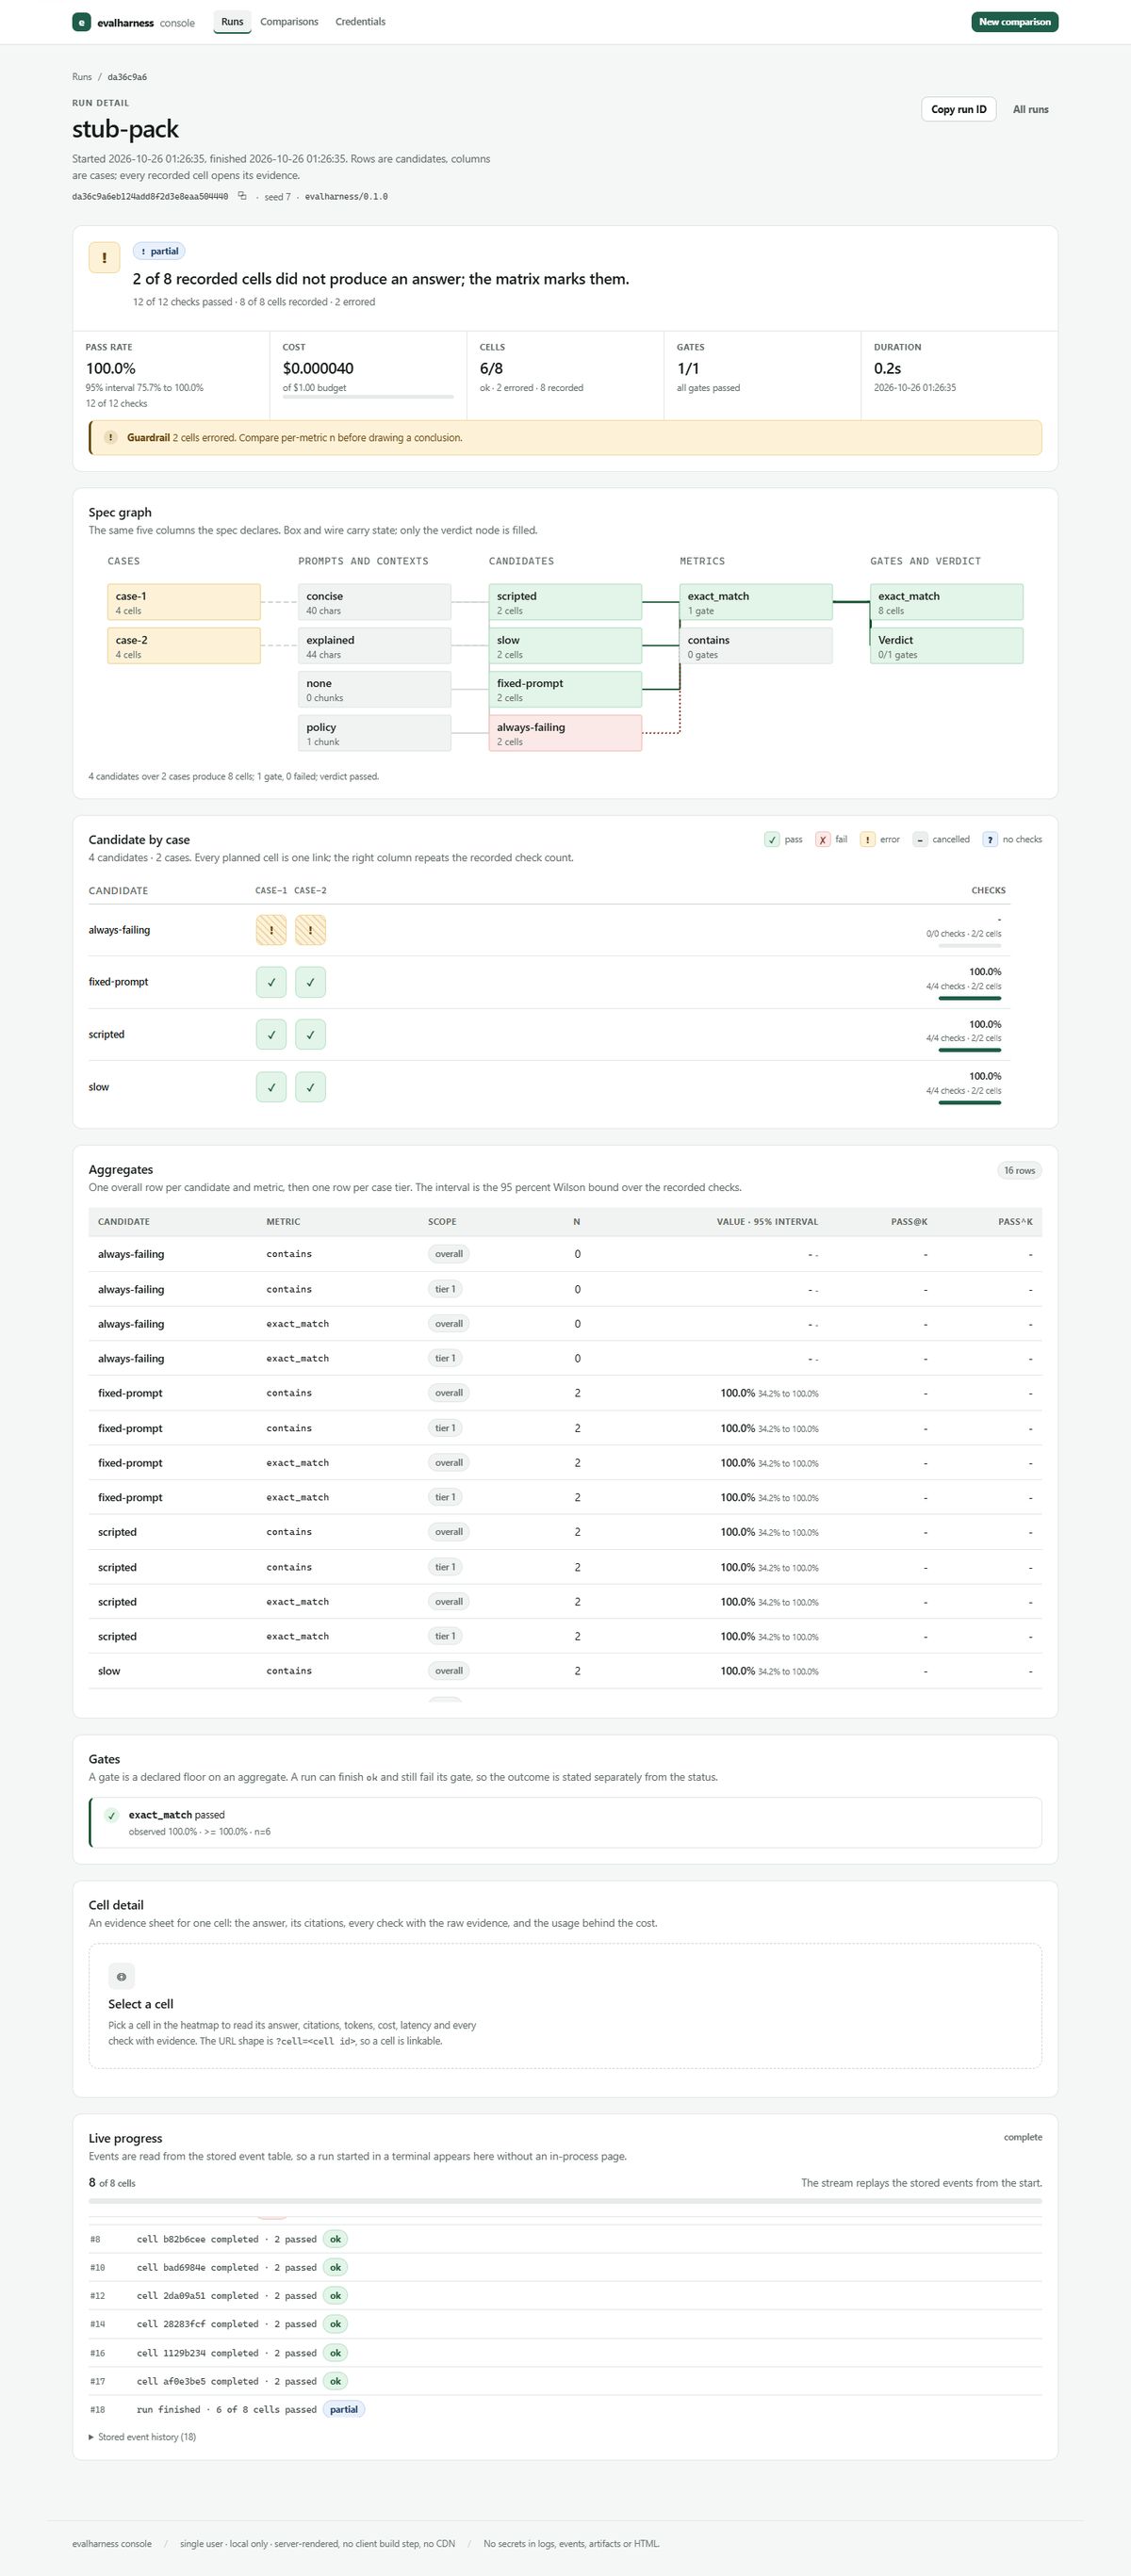 e evalharness console Runs Comparisons Credentials New comparison
Runs / da36c9a6
RUN DETAIL
Copy run ID All runs
stub-pack
Started 2026-10-26 01:26:35, finished 2026-10-26 01:26:35. Rows are candidates, columns
are cases; every recorded cell opens its evidence.
da36c9a6eb124add8f2d3e8eaa504440 · seed 7 · evalharness/0.1.0
! ! partial
2 of 8 recorded cells did not produce an answer; the matrix marks them.
12 of 12 checks passed · 8 of 8 cells recorded · 2 errored
PASS RATE COST CELLS GATES DURATION
100.0% $0.000040 6/8 1/1 0.2s
95% interval 75.7% to 100.0% of $1.00 budget ok · 2 errored · 8 recorded all gates passed 2026-10-26 01:26:35
12 of 12 checks
! Guardrail 2 cells errored. Compare per-metric n before drawing a conclusion.
Spec graph
The same five columns the spec declares. Box and wire carry state; only the verdict node is filled.
CASES PROMPTS AND CONTEXTS CANDIDATES METRICS GATES AND VERDICT
case-1 concise scripted exact_match exact_match
4 cells 40 chars 2 cells 1 gate 8 cells
case-2 explained slow contains Verdict
4 cells 44 chars 2 cells 0 gates 0/1 gates
none fixed-prompt
0 chunks 2 cells
policy always-failing
1 chunk 2 cells
4 candidates over 2 cases produce 8 cells; 1 gate, 0 failed; verdict passed.
Candidate by case ✓ pass ✗ fail ! error – cancelled ? no checks
4 candidates · 2 cases. Every planned cell is one link; the right column repeats the recorded check count.
CANDIDATE CASE-1 CASE-2 CHECKS
always-failing ! ! -
0/0 checks · 2/2 cells
fixed-prompt ✓ ✓ 100.0%
4/4 checks · 2/2 cells
scripted ✓ ✓ 100.0%
4/4 checks · 2/2 cells
slow ✓ ✓ 100.0%
4/4 checks · 2/2 cells
Aggregates 16 rows
One overall row per candidate and metric, then one row per case tier. The interval is the 95 percent Wilson bound over the recorded checks.
CANDIDATE METRIC SCOPE N VALUE · 95% INTERVAL PASS@K PASS^K
always-failing contains overall 0 - - - -
always-failing contains tier 1 0 - - - -
always-failing exact_match overall 0 - - - -
always-failing exact_match tier 1 0 - - - -
fixed-prompt contains overall 2 100.0% 34.2% to 100.0% - -
fixed-prompt contains tier 1 2 100.0% 34.2% to 100.0% - -
fixed-prompt exact_match overall 2 100.0% 34.2% to 100.0% - -
fixed-prompt exact_match tier 1 2 100.0% 34.2% to 100.0% - -
scripted contains overall 2 100.0% 34.2% to 100.0% - -
scripted contains tier 1 2 100.0% 34.2% to 100.0% - -
scripted exact_match overall 2 100.0% 34.2% to 100.0% - -
scripted exact_match tier 1 2 100.0% 34.2% to 100.0% - -
slow contains overall 2 100.0% 34.2% to 100.0% - -
Gates
A gate is a declared floor on an aggregate. A run can finish ok and still fail its gate, so the outcome is stated separately from the status.
✓ exact_match passed
observed 100.0% · >= 100.0% · n=6
Cell detail
An evidence sheet for one cell: the answer, its citations, every check with the raw evidence, and the usage behind the cost.
Select a cell
Pick a cell in the heatmap to read its answer, citations, tokens, cost, latency and every
check with evidence. The URL shape is ?cell=<cell id>, so a cell is linkable.
Live progress complete
Events are read from the stored event table, so a run started in a terminal appears here without an in-process page.
8 of 8 cells The stream replays the stored events from the start.
#8 cell b82b6cee completed · 2 passed ok
#10 cell bad6984e completed · 2 passed ok
#12 cell 2da09a51 completed · 2 passed ok
#14 cell 28283fcf completed · 2 passed ok
#16 cell 1129b234 completed · 2 passed ok
#17 cell af0e3be5 completed · 2 passed ok
#18 run finished · 6 of 8 cells passed partial
▶ Stored event history (18)
evalharness console / single user · local only · server-rendered, no client build step, no CDN / No secrets in logs, events, artifacts or HTML.